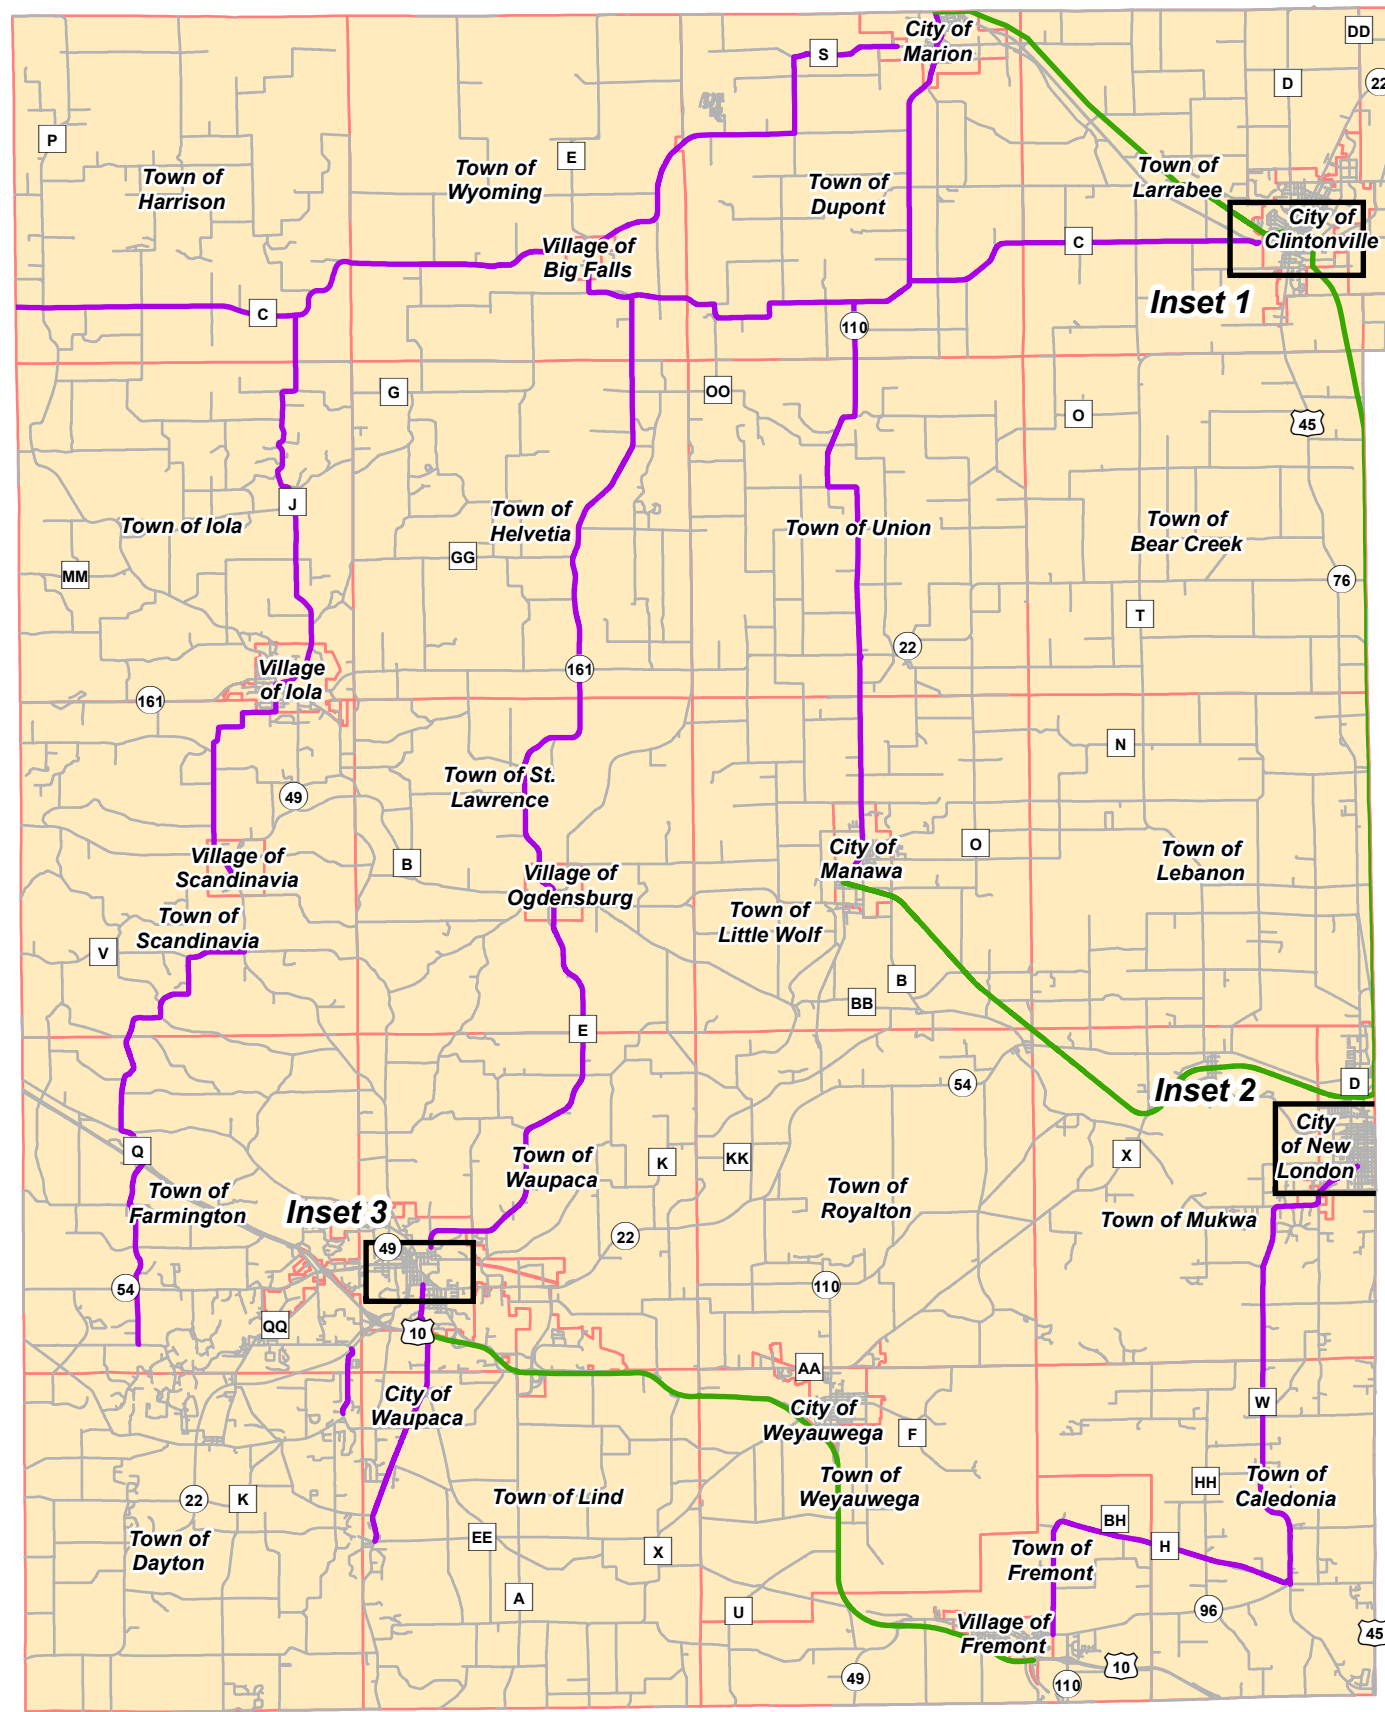 City of
Marion
DD
S
D
22
P
E
Town of
Harrison
Town of
Wyoming
Town of
Dupont
Town of
Larrabee
City of
Clintonville
Village of
Big Falls
C
C
Inset 1
110
G
OO
O
45
J
Town of Iola
Town of
Helvetia
Town of Union
Town of
Bear Creek
GG
MM
76
T
22
Village
of Iola
161
161
N
49
Town of St.
Lawrence
Village of
Scandinavia
B
Village of
Ogdensburg
City of
Manawa
O
Town of
Lebanon
Town of
Scandinavia
Town of
Little Wolf
V
B
BB
E
54
Inset 2
D
City
of New
London
Q
Town of
Waupaca
K
KK
X
Town of
Farmington
Inset 3
Town of
Royalton
Town of Mukwa
49
22
54
110
QQ
10
AA
City of
Waupaca
City of
Weyauwega
F
W
Town of
Weyauwega
HH
Town of
Caledonia
22
K
Town of Lind
Town of
Dayton
EE
X
BH
H
Town of
Fremont
A
U
96
Village of
Fremont
45
10
49
110